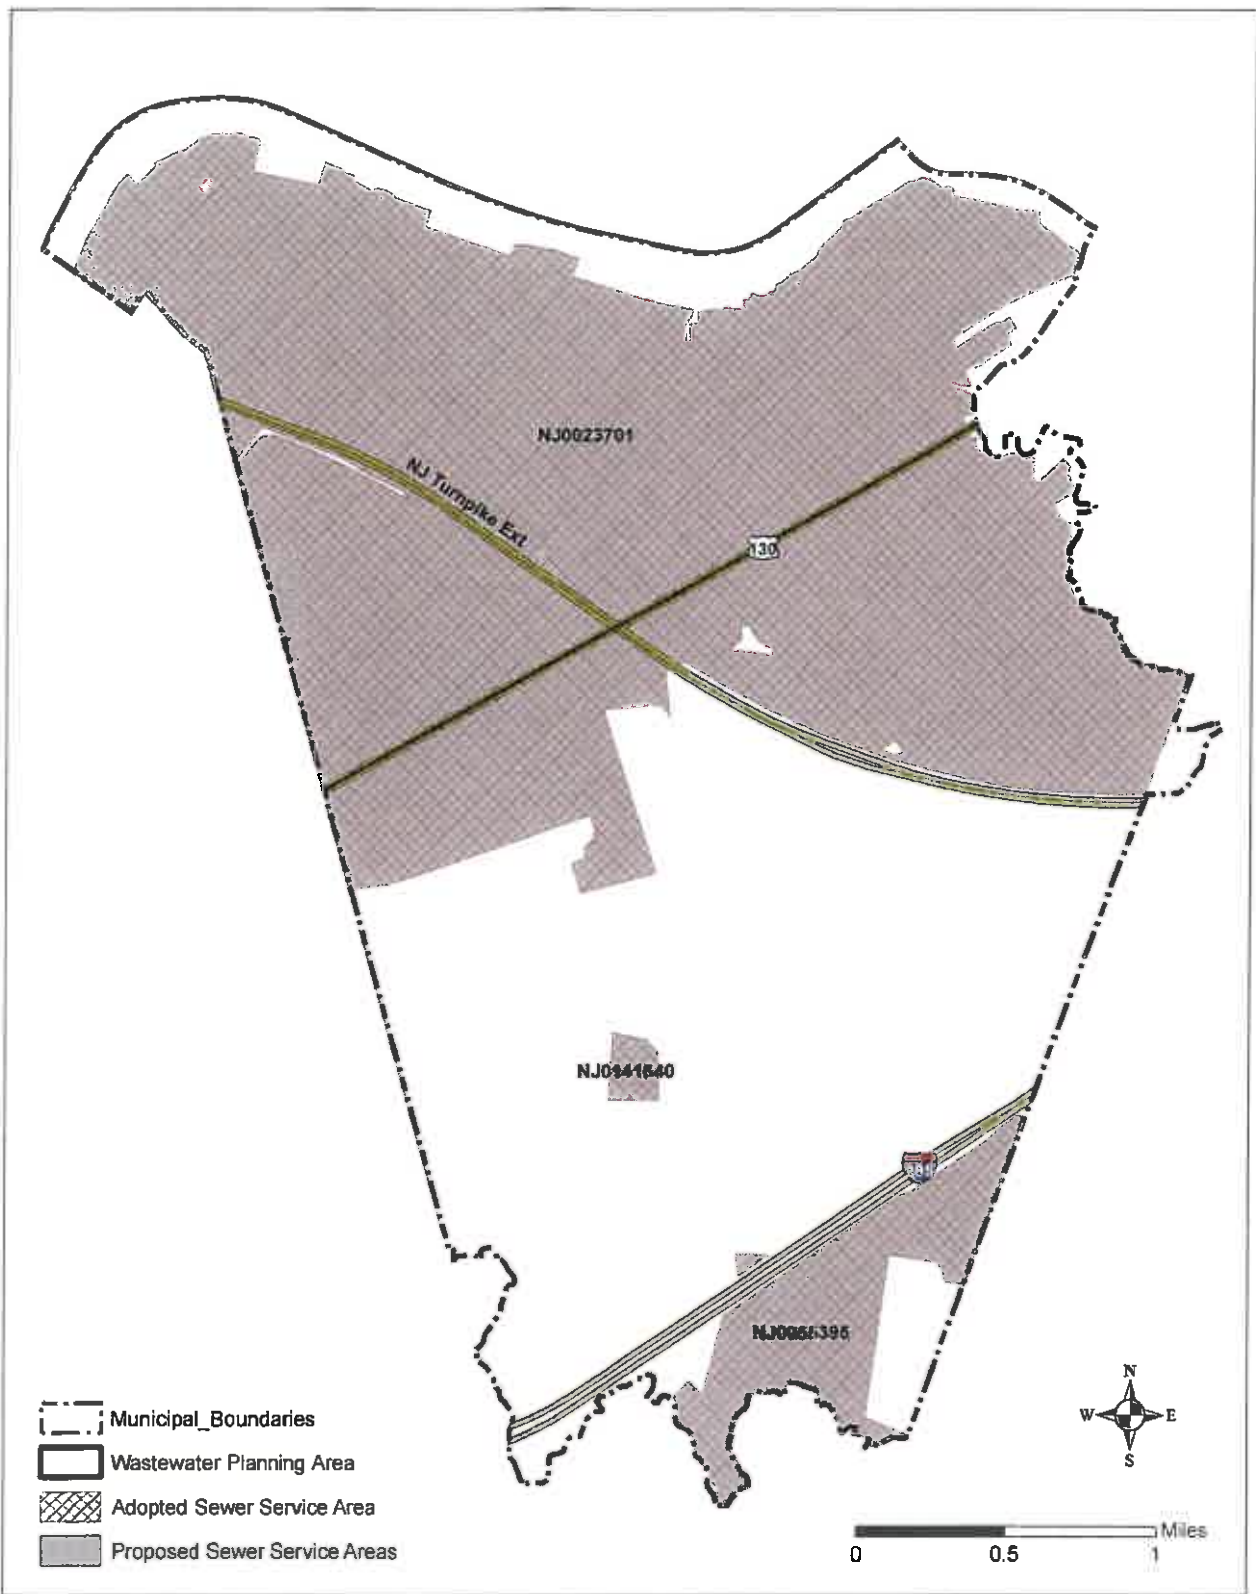 NJ0023701
NJ Turnpike Ext
130
N
W E
S
Municipal_Boundaries
Wastewater Planning Area
Adopted Sewer Service Area
Proposed Sewer Service Areas
Miles
0 0.5 1